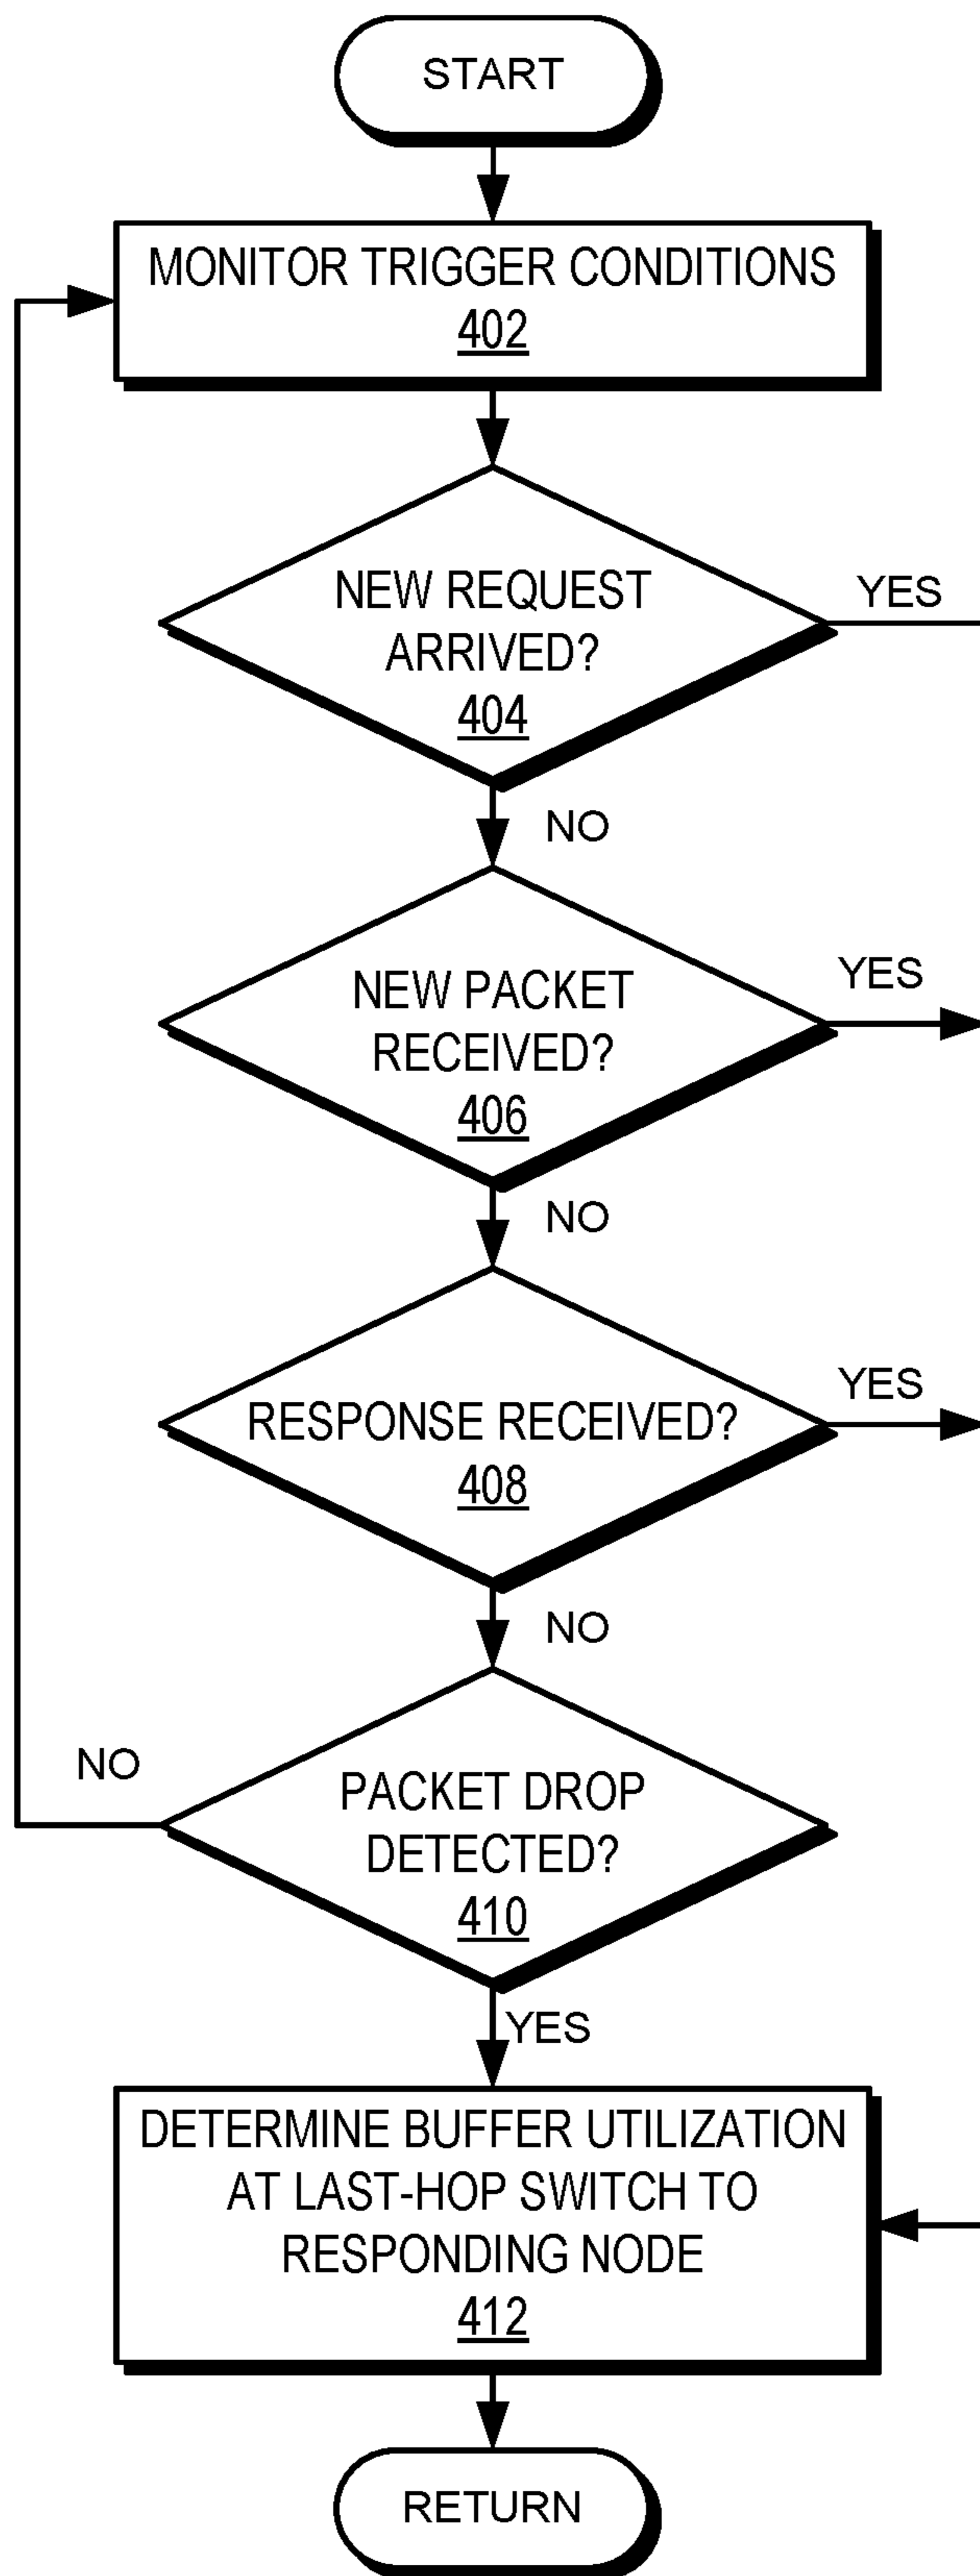 START
MONITOR TRIGGER CONDITIONS
402
NEW REQUEST
ARRIVED?
404
YES
NO
NEW PACKET
RECEIVED?
406
YES
NO
RESPONSE RECEIVED?
408
YES
NO
PACKET DROP
DETECTED?
410
NO
YES
DETERMINE BUFFER UTILIZATION
AT LAST-HOP SWITCH TO
RESPONDING NODE
412
RETURN